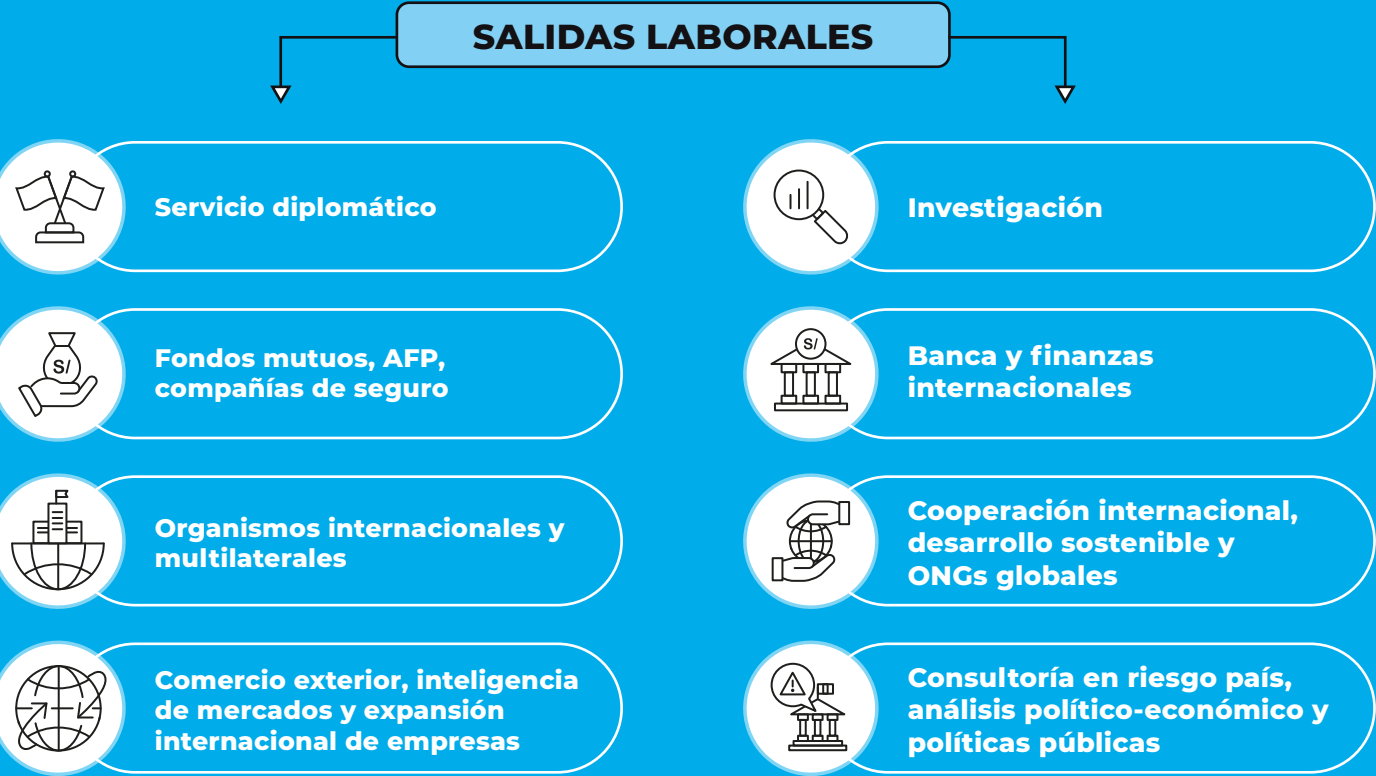 SALIDAS LABORALES
Servicio diplomático
S/
Fondos mutuos, AFP,
compañías de seguro
Organismos internacionales y
multilaterales
Comercio exterior, inteligencia
de mercados y expansión
internacional de empresas
Investigación
S/
Banca y finanzas
internacionales
Cooperación internacional,
desarrollo sostenible y
ONGs globales
Consultoría en riesgo país,
análisis político-económico y
políticas públicas